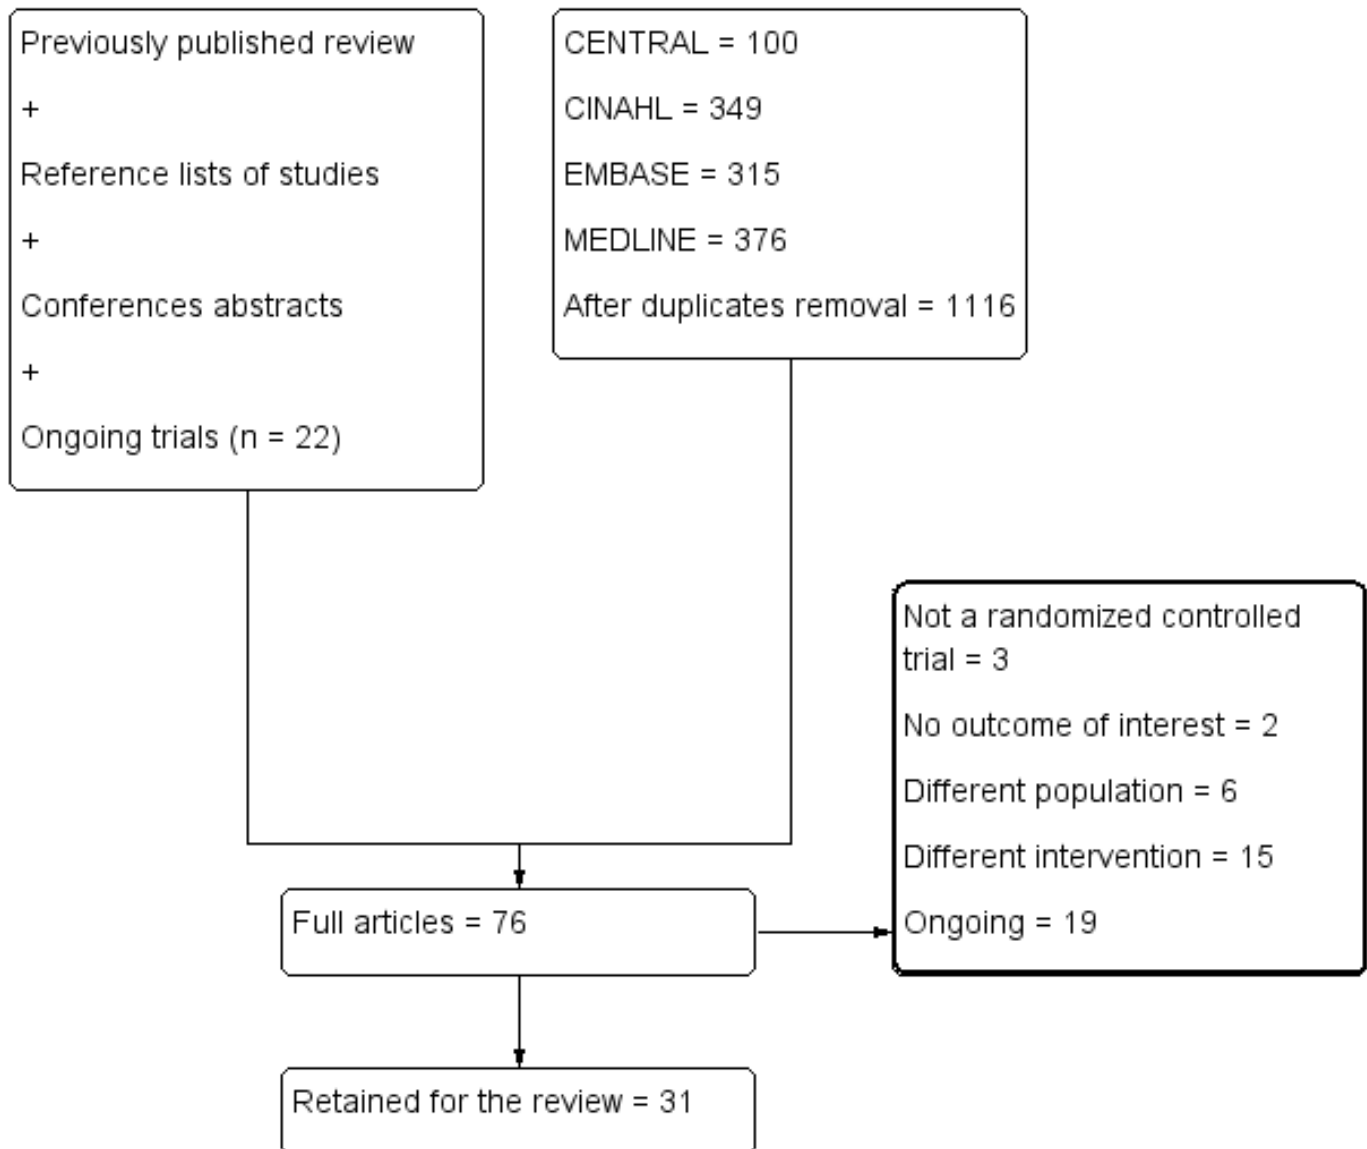 Previously published review
+
Reference lists of studies
+
Conferences abstracts
+
Ongoing trials (n = 22)
CENTRAL = 100
CINAHL = 349
EMBASE = 315
MEDLINE = 376
After duplicates removal = 1116
Not a randomized controlled
trial = 3
No outcome of interest = 2
Different population = 6
Different intervention = 15
Ongoing = 19
Full articles = 76
Retained for the review = 31